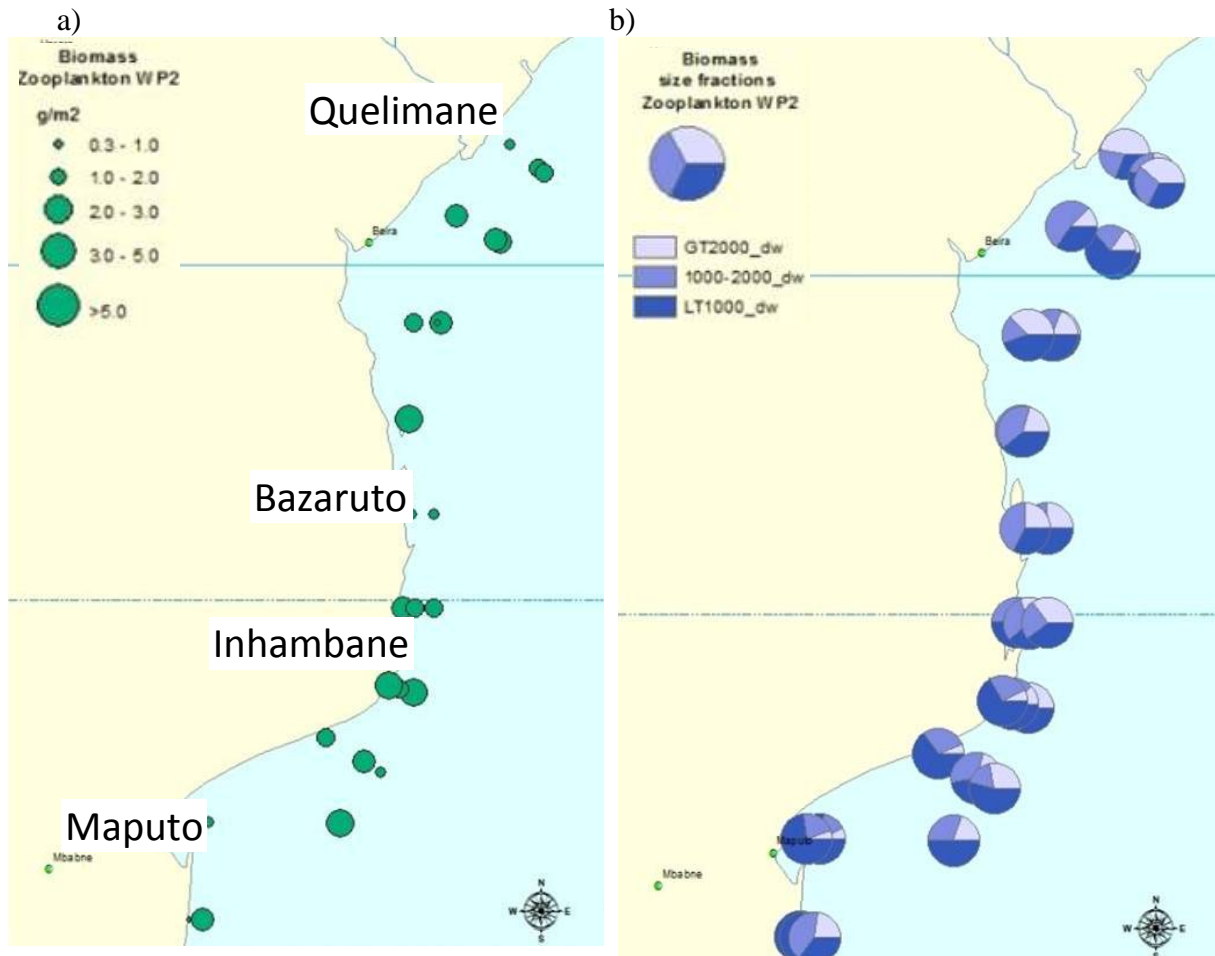 a)
Biomass
Zooplankton WP2
g/m2
0.3 - 1.0
1.0 - 2.0
2.0 - 3.0
3.0 - 5.0
>5.0
Quelimane
Beira
Bazaruto
Inhambane
Maputo
Mbabne
N
W E
S
b)
Biomass
size fractions
Zooplankton WP2
GT2000_dw
1000-2000_dw
LT1000_dw
Beira
Maputo
Mbabne
N
W E
S